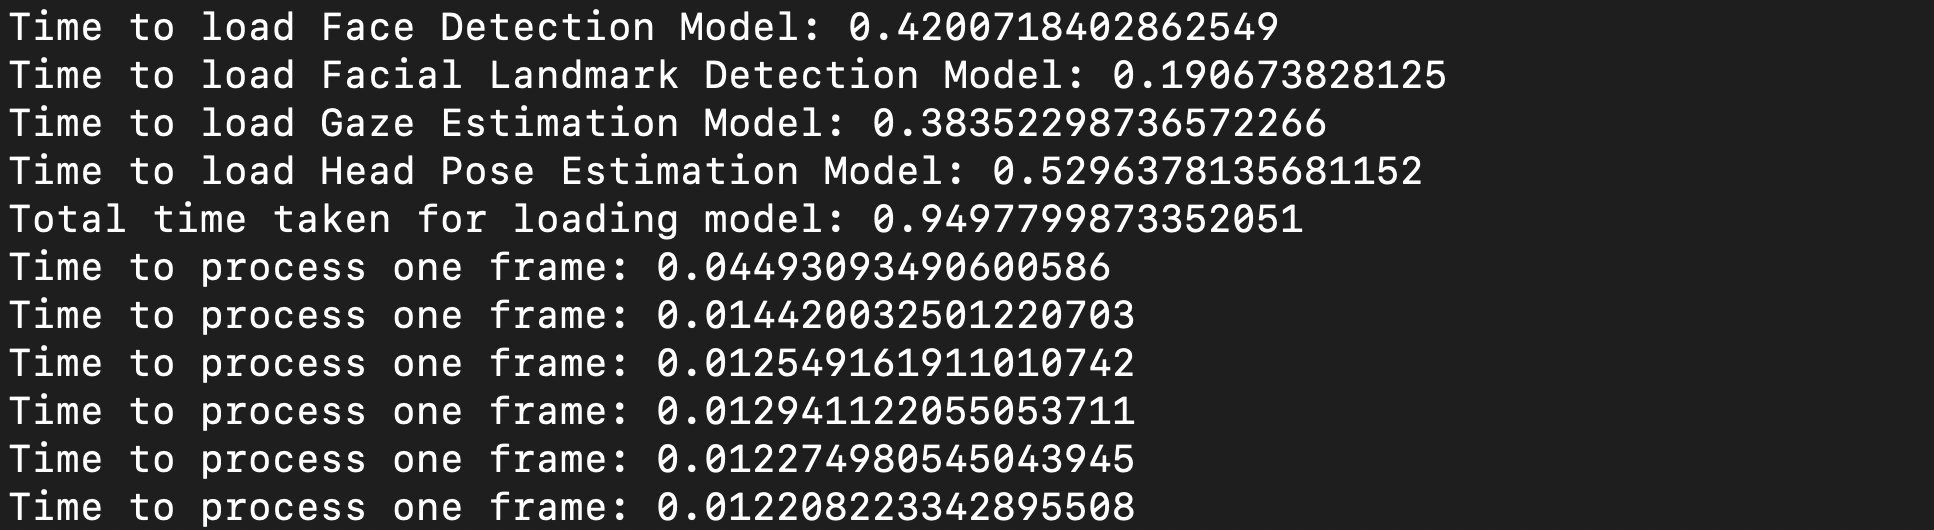 Time to load Face Detection Model: 0.4200718402862549
Time to load Facial Landmark Detection Model: 0.190673828125
Time to load Gaze Estimation Model: 0.38352298736572266
Time to load Head Pose Estimation Model: 0.5296378135681152
Total time taken for loading model: 0.9497799873352051
Time to process one frame: 0.04493093490600586
Time to process one frame: 0.014420032501220703
Time to process one frame: 0.012549161911010742
Time to process one frame: 0.012941122055053711
Time to process one frame: 0.012274980545043945
Time to process one frame: 0.012208223342895508